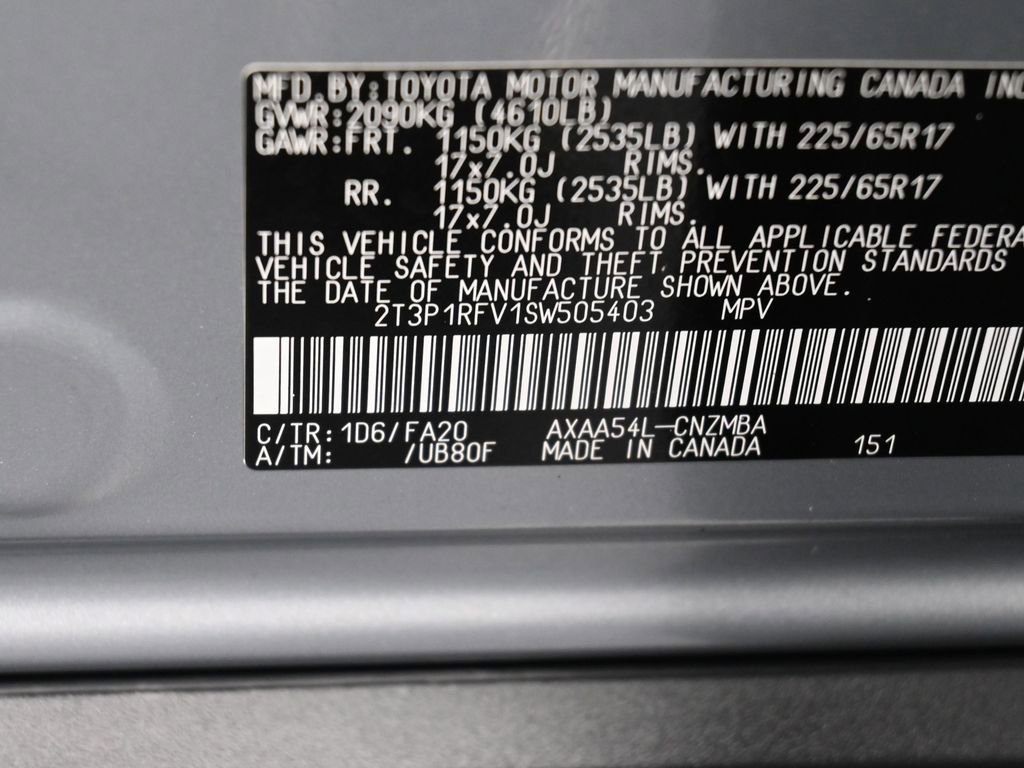 MFD.BY:TOYOTA MOTOR MANUFACTURING CANADA INC
GVWR:2090KG (4610LB)
GAWR:FRT. 1150KG (2535LB) WITH 225/65R17
17x7.0J RIMS.
RR. 1150KG (2535LB) WITH 225/65R17
17x7.0J RIMS.
THIS VEHICLE CONFORMS TO ALL APPLICABLE FEDERA
VEHICLE SAFETY AND THEFT PREVENTION STANDARDS
THE DATE OF MANUFACTURE SHOWN ABOVE.
2T3P1RFV1SW505403 MPV
C/TR:1D6/FA20 AXAA54L-CNZMBA
A/TM: /UB80F MADE IN CANADA 151